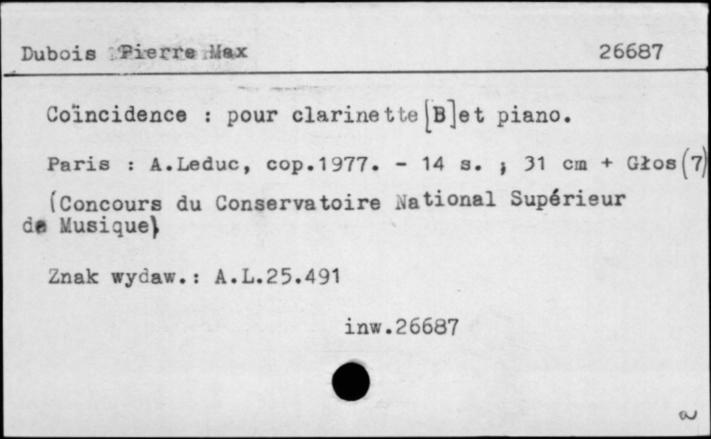 Dubois Pierre Max 26687
Coïncidence : pour clarinette [B] et piano.
Paris : A.Leduc, cop.1977. - 14 s. ; 31 cm + Głos (7)
(Concours du Conservatoire National Supérieur
de Musique)
Znak wydaw.: A.L.25.491
inw.26687